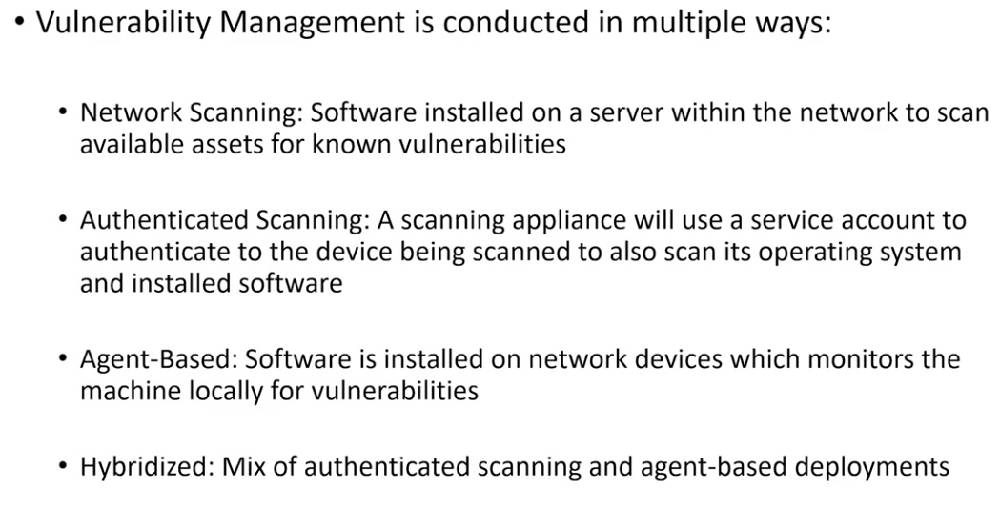 • Vulnerability Management is conducted in multiple ways:
• Network Scanning: Software installed on a server within the network to scan
available assets for known vulnerabilities
• Authenticated Scanning: A scanning appliance will use a service account to
authenticate to the device being scanned to also scan its operating system
and installed software
• Agent-Based: Software is installed on network devices which monitors the
machine locally for vulnerabilities
• Hybridized: Mix of authenticated scanning and agent-based deployments